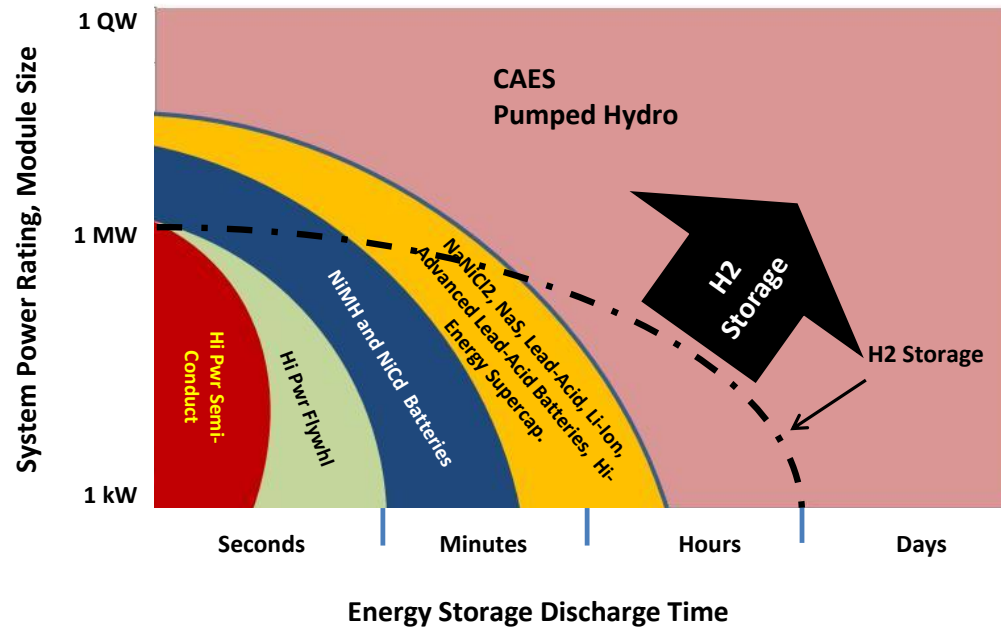 System Power Rating, Module Size
1 QW
1 MW
1 kW
CAES
Pumped Hydro
H2
Storage
H2 Storage
NaNiCl2, NaS, Lead-Acid, Li-Ion,
Advanced Lead-Acid Batteries, Hi-
Energy Supercap.
NiMH and NiCd Batteries
Hi Pwr Flywhl
Hi Pwr Semi-
Conduct
Seconds
Minutes
Hours
Days
Energy Storage Discharge Time